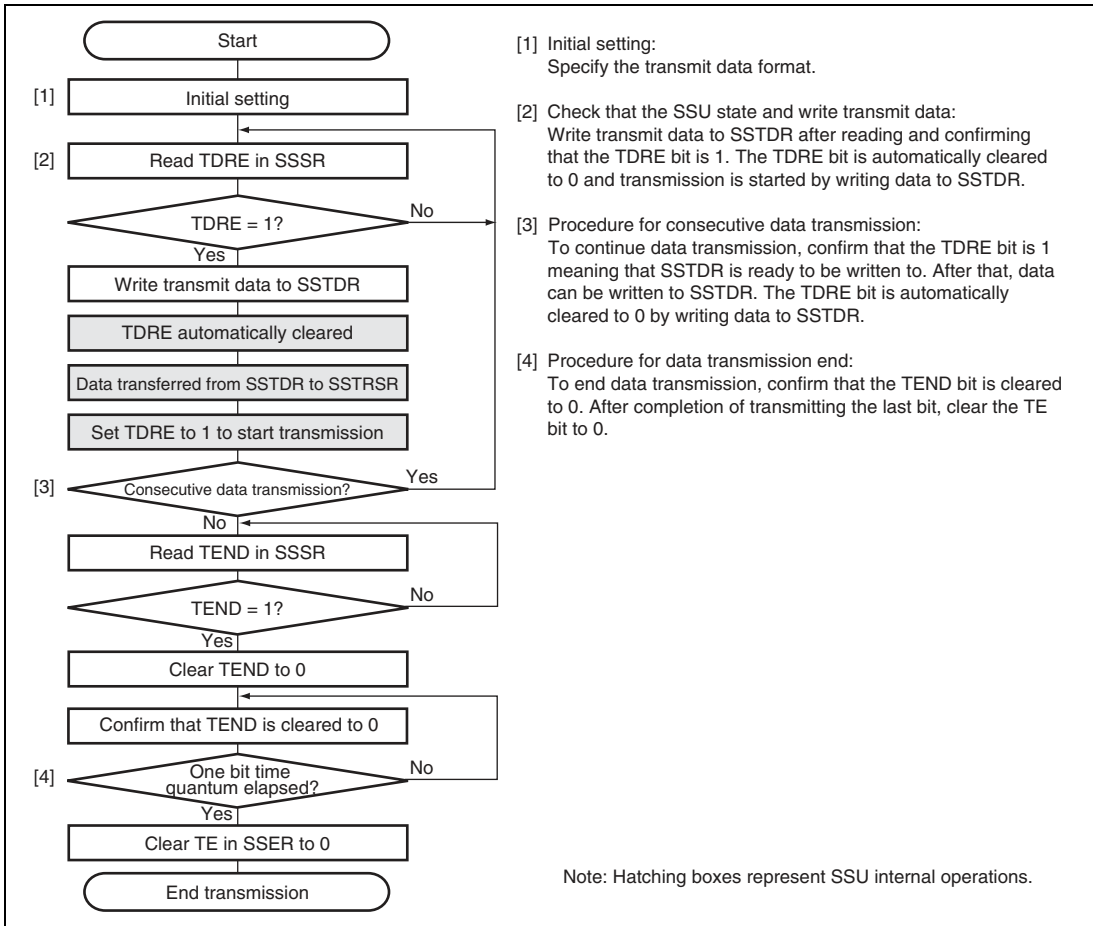 Start
[1] Initial setting
[2] Read TDRE in SSSR
TDRE = 1?
No
Yes
Write transmit data to SSTDR
TDRE automatically cleared
Data transferred from SSTDR to SSTRSR
Set TDRE to 1 to start transmission
[3] Consecutive data transmission?
Yes
No
Read TEND in SSSR
TEND = 1?
No
Yes
Clear TEND to 0
Confirm that TEND is cleared to 0
[4] One bit time
quantum elapsed?
No
Yes
Clear TE in SSER to 0
End transmission
[1] Initial setting:
Specify the transmit data format.
[2] Check that the SSU state and write transmit data:
Write transmit data to SSTDR after reading and confirming
that the TDRE bit is 1. The TDRE bit is automatically cleared
to 0 and transmission is started by writing data to SSTDR.
[3] Procedure for consecutive data transmission:
To continue data transmission, confirm that the TDRE bit is 1
meaning that SSTDR is ready to be written to. After that, data
can be written to SSTDR. The TDRE bit is automatically
cleared to 0 by writing data to SSTDR.
[4] Procedure for data transmission end:
To end data transmission, confirm that the TEND bit is cleared
to 0. After completion of transmitting the last bit, clear the TE
bit to 0.
Note: Hatching boxes represent SSU internal operations.